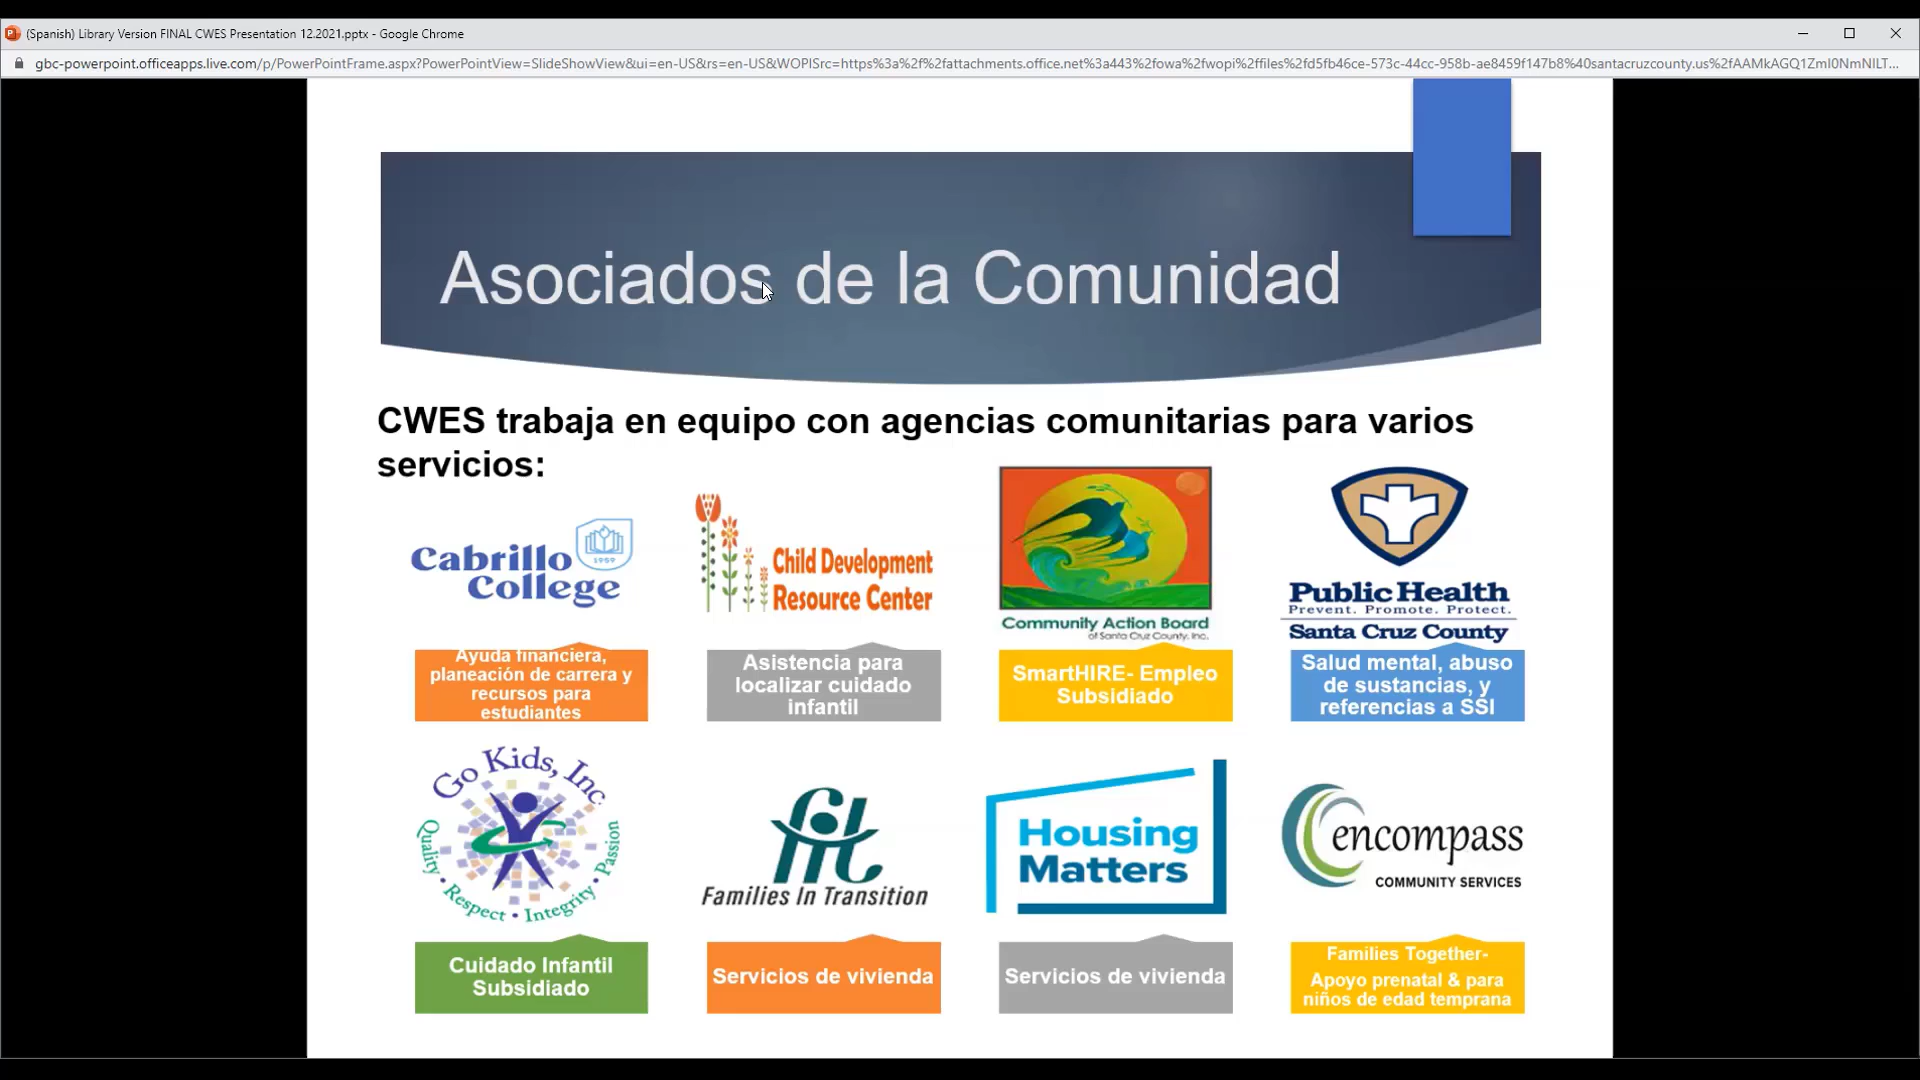 (Spanish) Library Version FINAL CWES Presentation 12.2021.pptx - Google Chrome
gbc-powerpoint.officeapps.live.com/p/PowerPointFrame.aspx?PowerPointView=SlideShowView&ui=en-US&rs=en-US&WOPISrc=https%3a%2f%2fattachments.office.net%3a443%2fowa%2fwopi%2ffiles%2fd5fb46ce-573c-44cc-958b-ae8459f147b8%40santacruzcounty.us%2fAAMkAGQ1ZmI0NmNILT...
Asociados de la Comunidad
CWES trabaja en equipo con agencias comunitarias para varios
servicios:
Cabrillo
College
1959
Child Development
Resource Center
Community Action Board
of Santa Cruz County, Inc.
Public Health
Prevent. Promote. Protect.
Santa Cruz County
Ayuda financiera,
planeación de carrera y
recursos para
estudiantes
Asistencia para
localizar cuidado
infantil
SmartHIRE- Empleo
Subsidiado
Salud mental, abuso
de sustancias, y
referencias a SSI
Go Kids, Inc
Quality • Respect • Integrity • Passion
fit
Families In Transition
Housing
Matters
encompass
COMMUNITY SERVICES
Cuidado Infantil
Subsidiado
Servicios de vivienda
Servicios de vivienda
Families Together-
Apoyo prenatal & para
niños de edad temprana